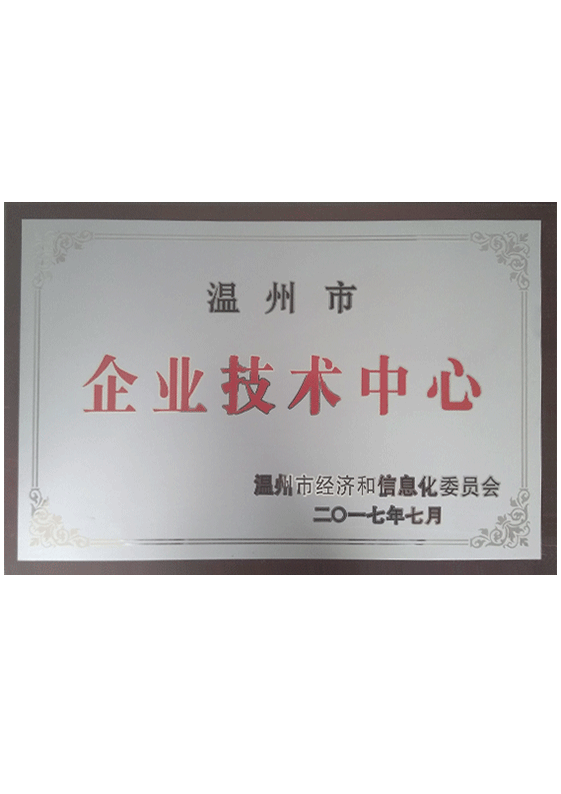 温州市
企业技术中心
温州市经济和信息化委员会
二〇一七年七月